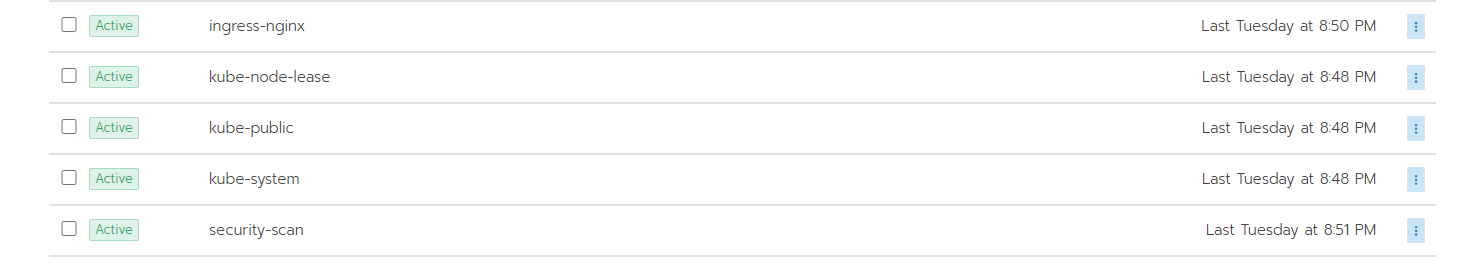 Active ingress-nginx Last Tuesday at 8:50 PM
Active kube-node-lease Last Tuesday at 8:48 PM
Active kube-public Last Tuesday at 8:48 PM
Active kube-system Last Tuesday at 8:48 PM
Active security-scan Last Tuesday at 8:51 PM